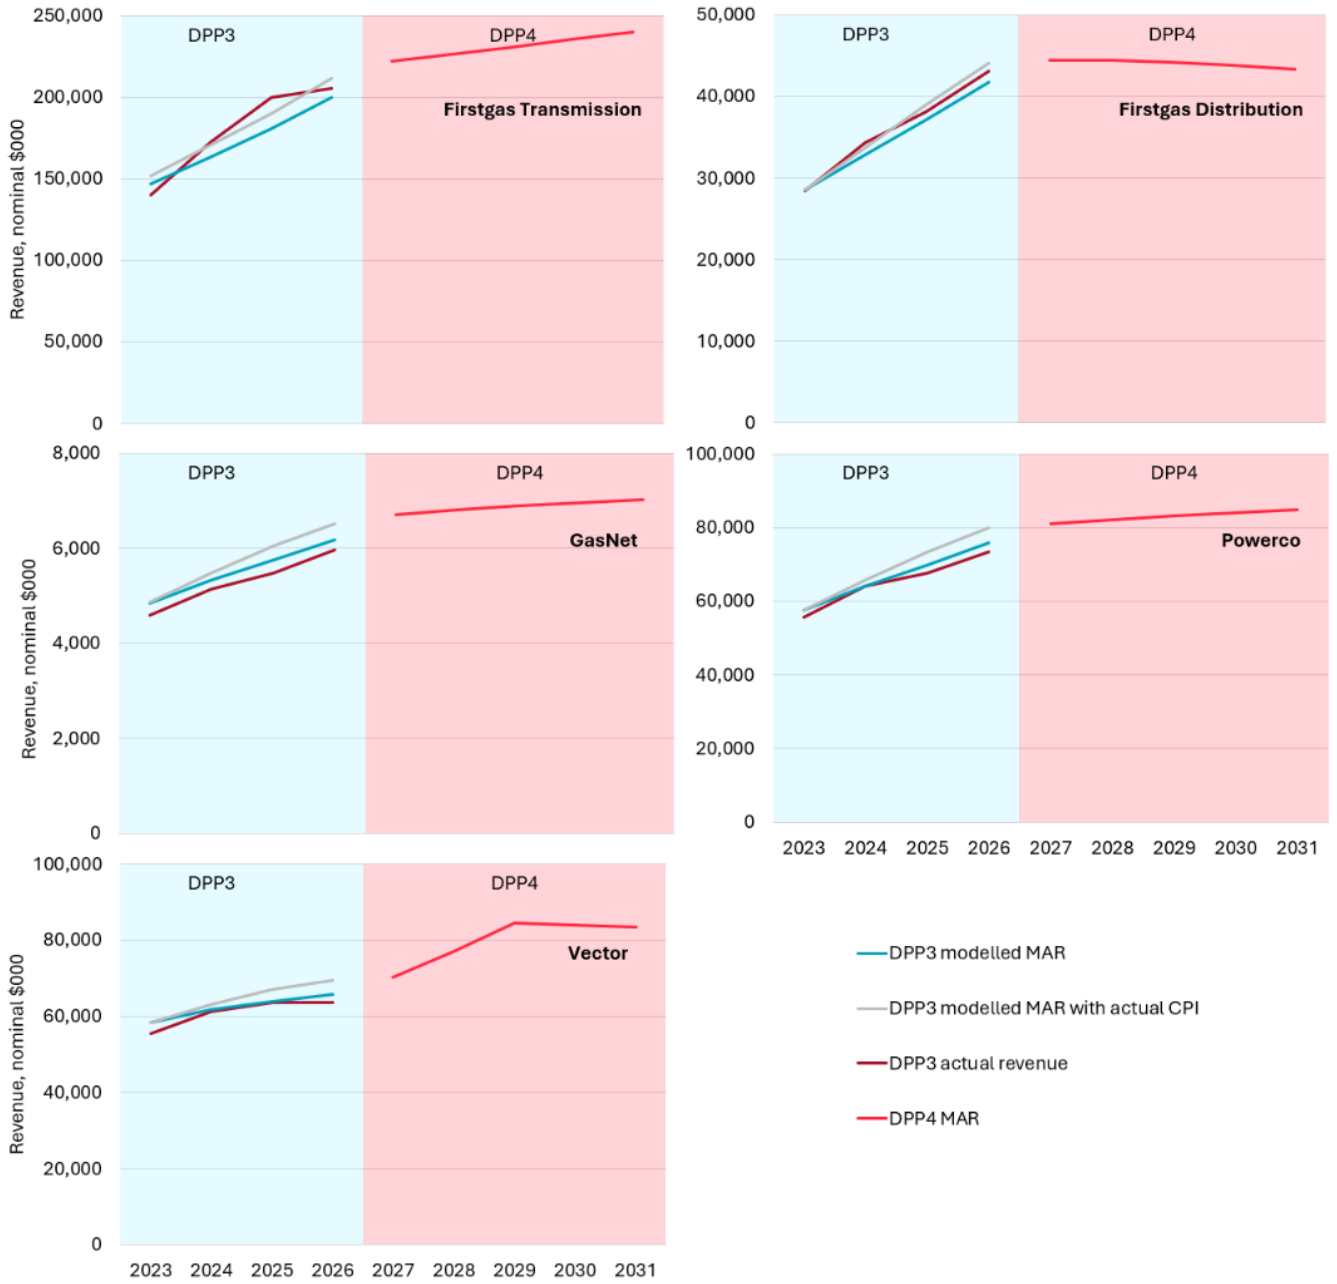 Revenue, nominal $000
250,000
200,000
150,000
100,000
50,000
0
DPP3
DPP4
Firstgas Transmission
50,000
40,000
30,000
20,000
10,000
0
DPP3
DPP4
Firstgas Distribution
Revenue, nominal $000
8,000
6,000
4,000
2,000
0
DPP3
DPP4
GasNet
100,000
80,000
60,000
40,000
20,000
0
DPP3
DPP4
Powerco
2023 2024 2025 2026 2027 2028 2029 2030 2031
Revenue, nominal $000
100,000
80,000
60,000
40,000
20,000
0
DPP3
DPP4
Vector
2023 2024 2025 2026 2027 2028 2029 2030 2031
DPP3 modelled MAR
DPP3 modelled MAR with actual CPI
DPP3 actual revenue
DPP4 MAR